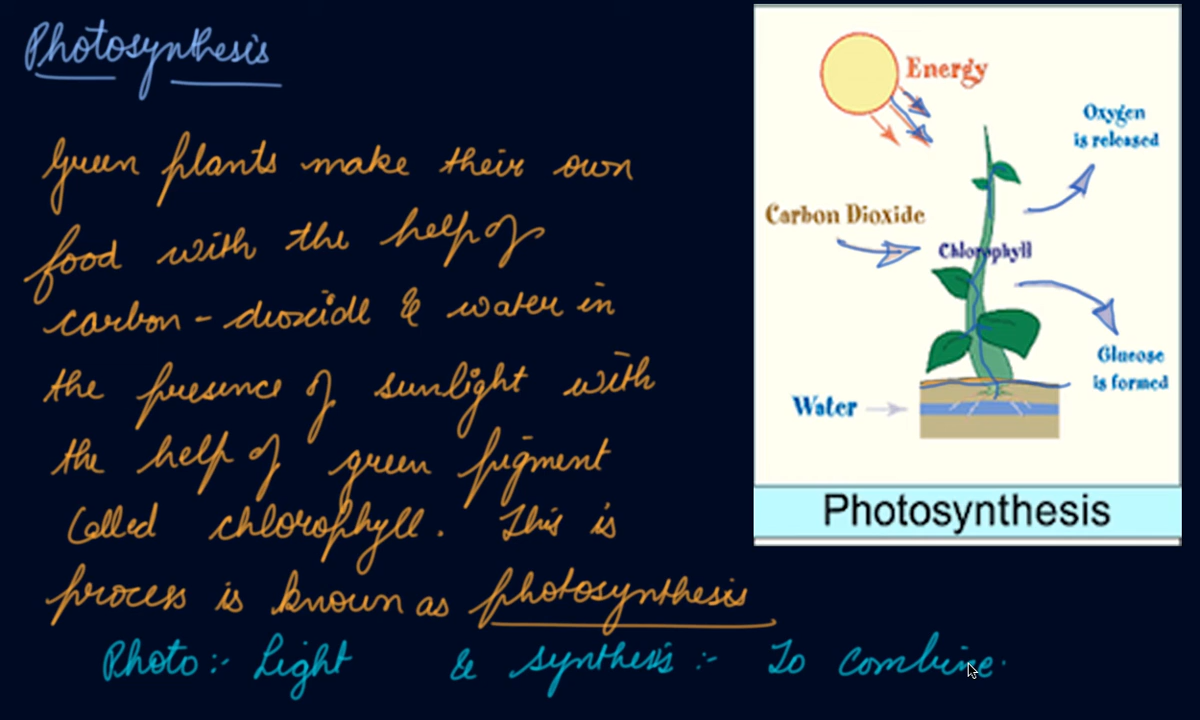 Photosynthesis
Green plants make their own
food with the help of
carbon - dioxide & water in
the presence of sunlight with
the help of green pigment
Called chlorophyll. This is
process is known as photosynthesis
Photo :- Light & synthesis :- To combine.
Energy
Oxygen
is released
Carbon Dioxide
Chlorophyll
Glucose
is formed
Water
Photosynthesis